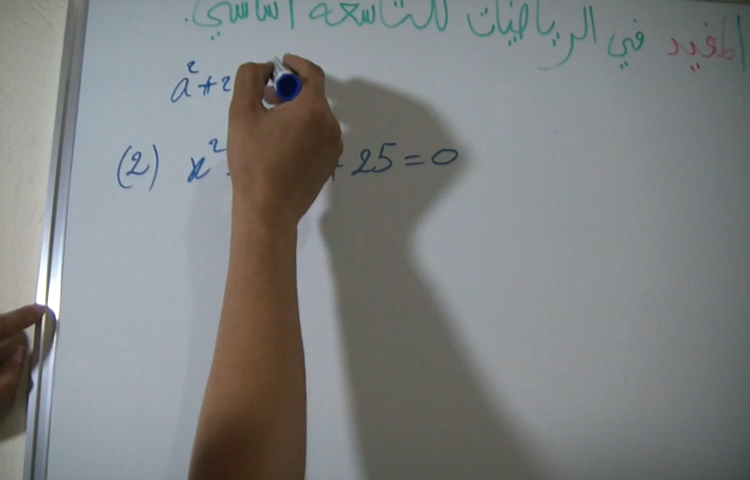 المفيد في الرياضيات للتاسعة أساسي.
a² + 2
(2) x² + 25 = 0